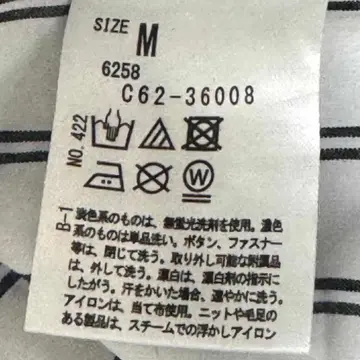 SIZE M
6258
C62-36008
NO. 422
W
B-1
淡色系のものは、無蛍光洗剤を使用。濃色
系のものは単品洗い。ボタン、ファスナー
等は、閉じて洗う。取り外し可能な附属品
は、外して洗う。漂白は、漂白剤の指示に
したがう。汗をかいた場合、速やかに洗う。
アイロンは、当て布使用。ニットや毛足の
ある製品は、スチームでの浮かしアイロン